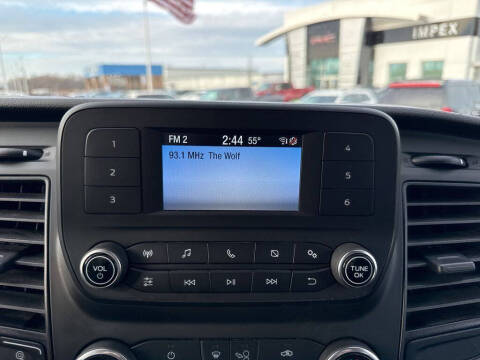 IMPEX
GMC
FM 2 2:44 55°
93.1 MHz The Wolf
1
2
3
4
5
6
VOL
TUNE
OK